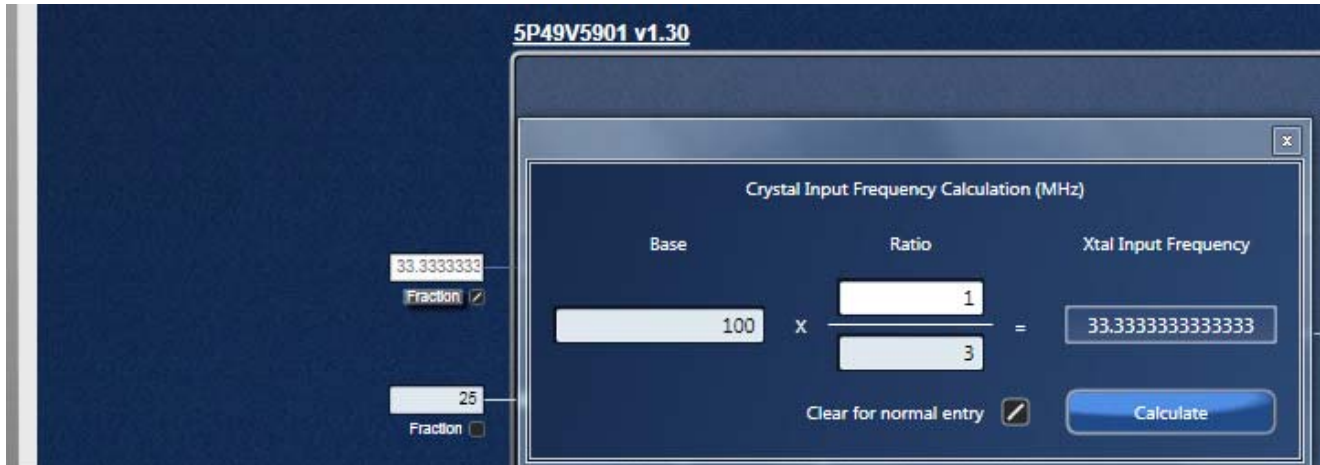 5P49V5901 v1.30
x
Crystal Input Frequency Calculation (MHz)
Base Ratio Xtal Input Frequency
33.3333333
Fraction
1
100 x = 33.3333333333333
3
25
Fraction
Clear for normal entry Calculate